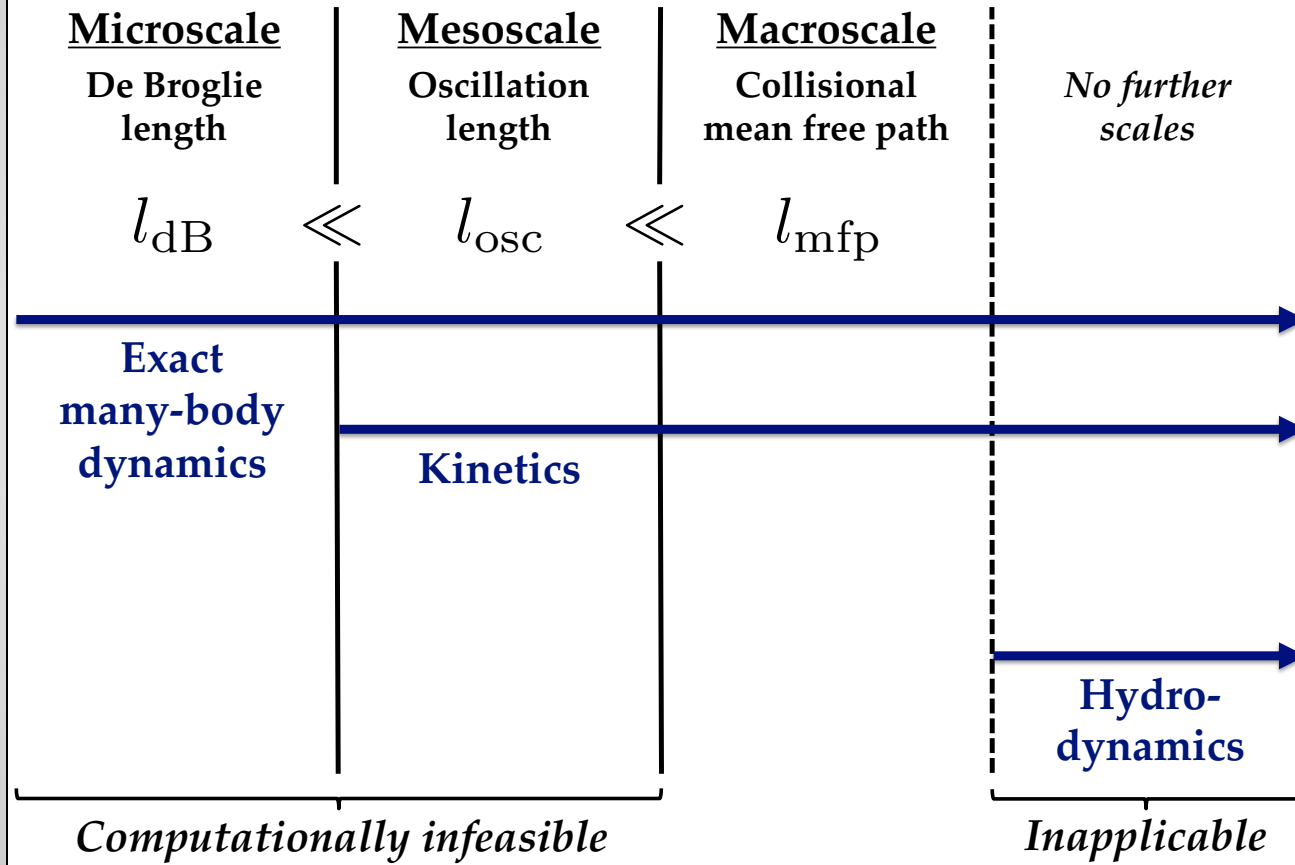 Microscale
De Broglie
length
Mesoscale
Oscillation
length
Macroscale
Collisional
mean free path
No further
scales
l_dB ≪ l_osc ≪ l_mfp
Exact
many-body
dynamics
Kinetics
Hydro-
dynamics
Computationally infeasible
Inapplicable